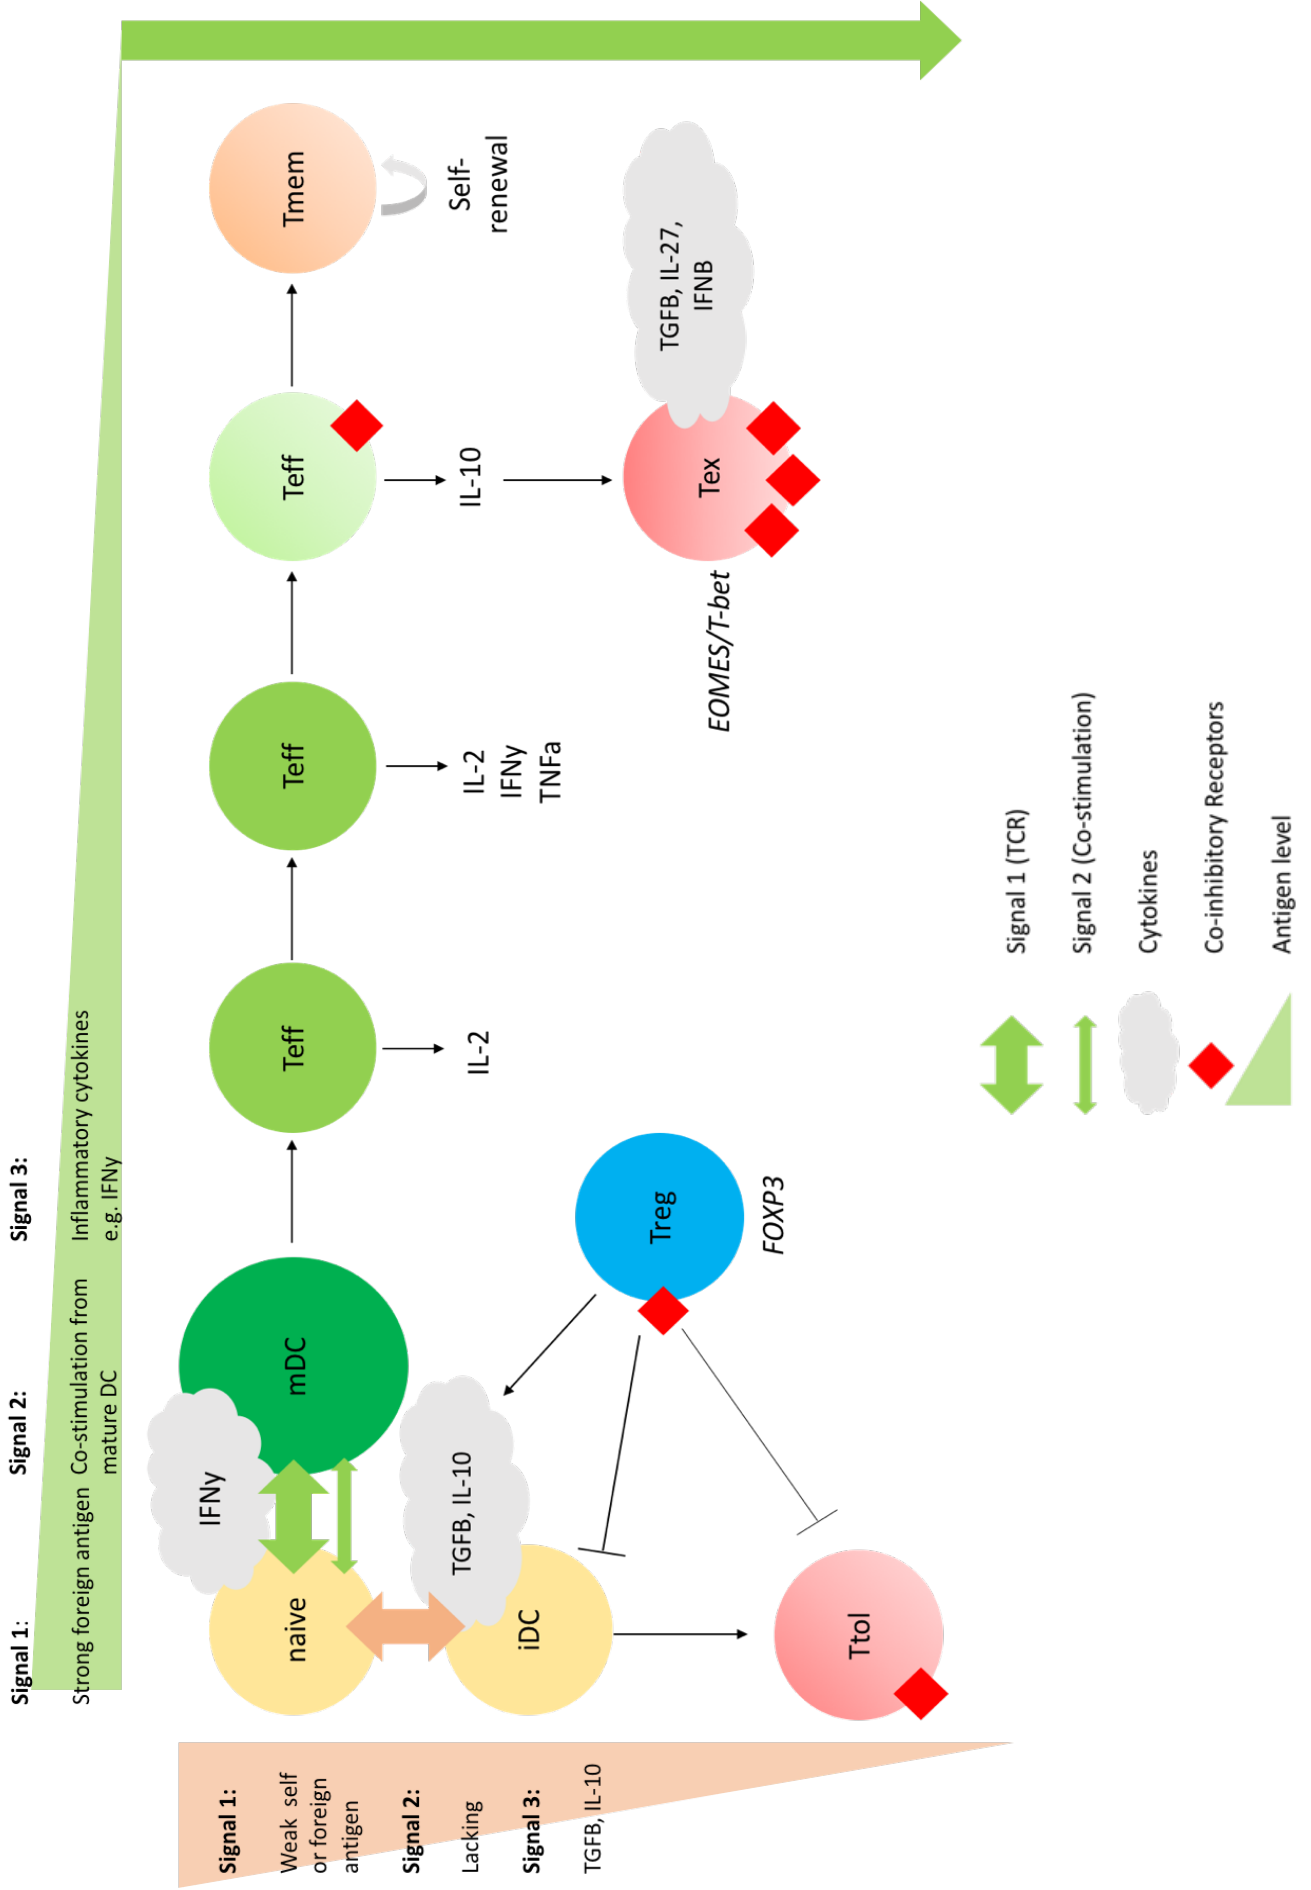 Signal 1:
Signal 2:
Signal 3:
Strong foreign antigen
Co-stimulation from
mature DC
Inflammatory cytokines
e.g. IFNy
Signal 1:
Weak self
or foreign
antigen
Signal 2:
Lacking
Signal 3:
TGFB, IL-10
naive
IFNy
mDC
Teff
Teff
Teff
Tmem
IL-2
IL-2
IFNy
TNFa
IL-10
Self-
renewal
iDC
TGFB, IL-10
Treg
FOXP3
Tex
TGFB, IL-27,
IFNB
EOMES/T-bet
Ttol
Signal 1 (TCR)
Signal 2 (Co-stimulation)
Cytokines
Co-inhibitory Receptors
Antigen level